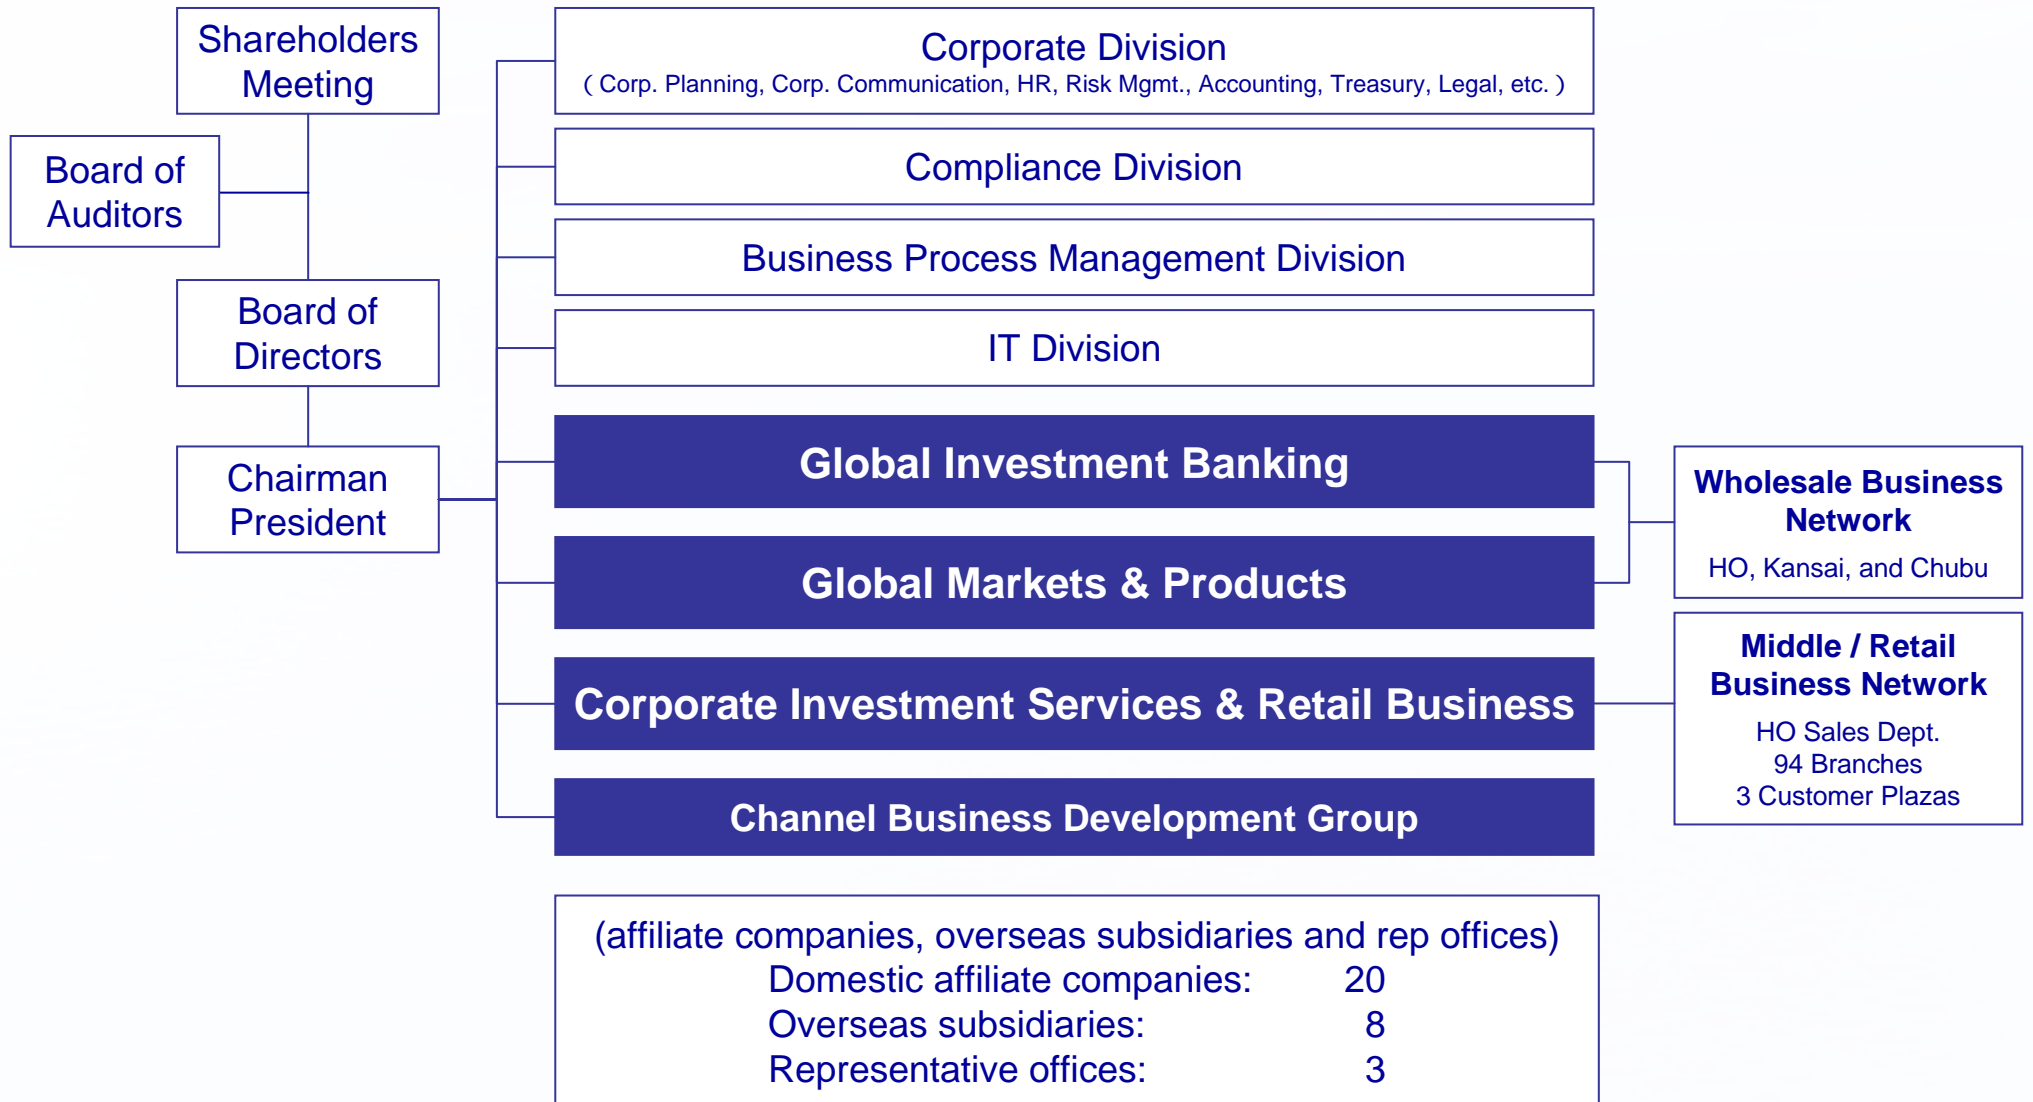 Shareholders
Meeting
Board of
Auditors
Board of
Directors
Chairman
President
Corporate Division
( Corp. Planning, Corp. Communication, HR, Risk Mgmt., Accounting, Treasury, Legal, etc. )
Compliance Division
Business Process Management Division
IT Division
Global Investment Banking
Global Markets & Products
Corporate Investment Services & Retail Business
Channel Business Development Group
Wholesale Business
Network
HO, Kansai, and Chubu
Middle / Retail
Business Network
HO Sales Dept.
94 Branches
3 Customer Plazas
(affiliate companies, overseas subsidiaries and rep offices)
Domestic affiliate companies: 20
Overseas subsidiaries: 8
Representative offices: 3